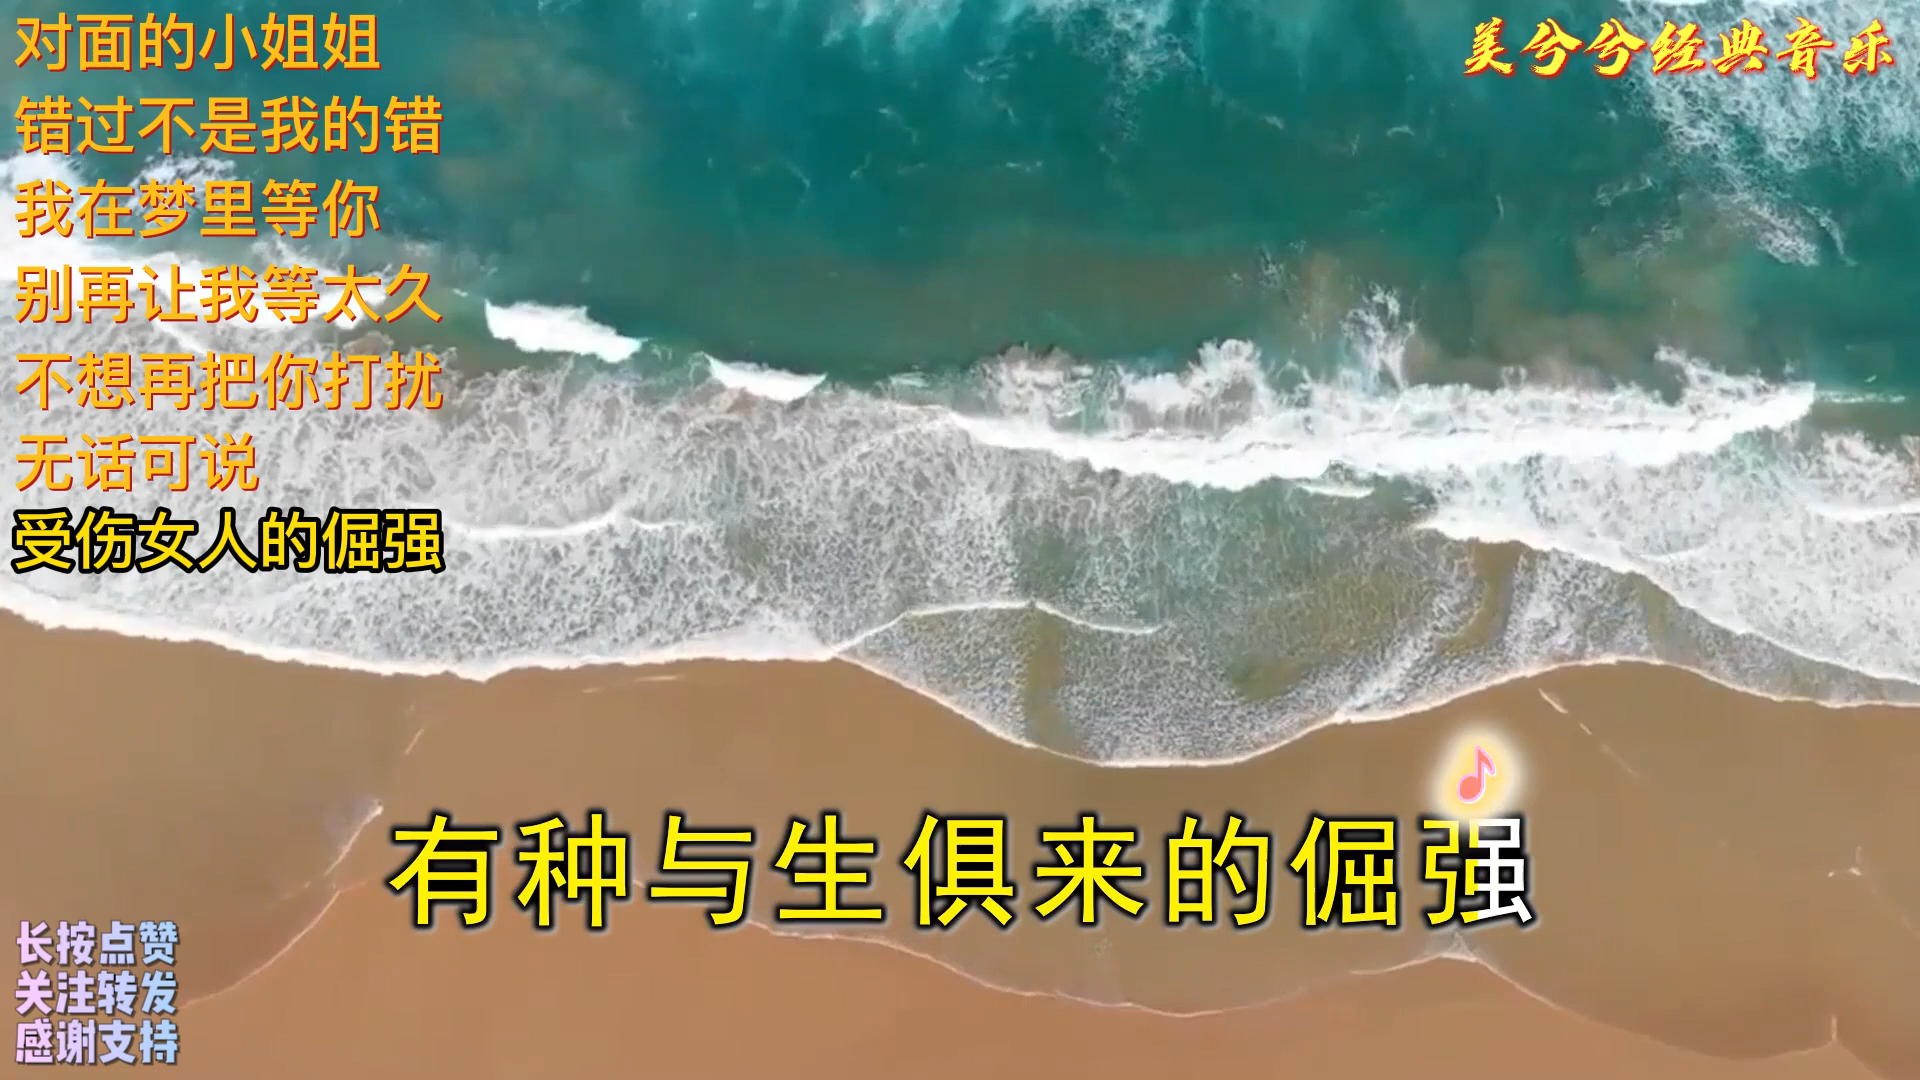 对面的小姐姐
错过不是我的错
我在梦里等你
别再让我等太久
不想再把你打扰
无话可说
受伤女人的倔强
美兮兮经典音乐
有种与生俱来的倔强
长按点赞
关注转发
感谢支持